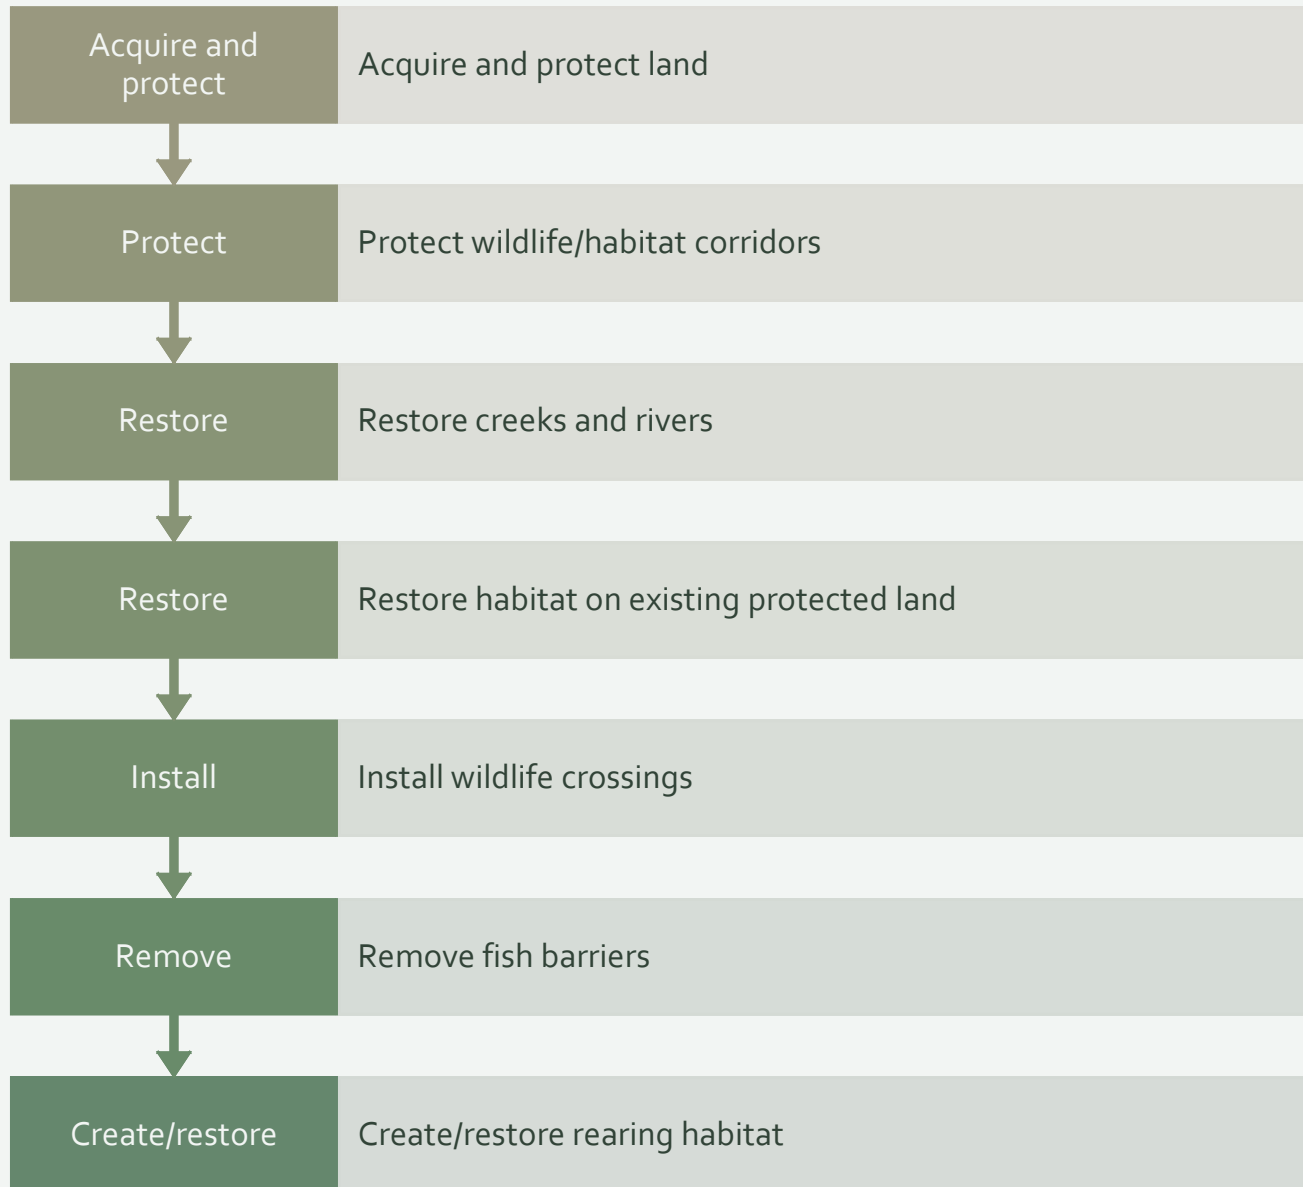 Acquire and
protect
Acquire and protect land
Protect
Protect wildlife/habitat corridors
Restore
Restore creeks and rivers
Restore
Restore habitat on existing protected land
Install
Install wildlife crossings
Remove
Remove fish barriers
Create/restore
Create/restore rearing habitat